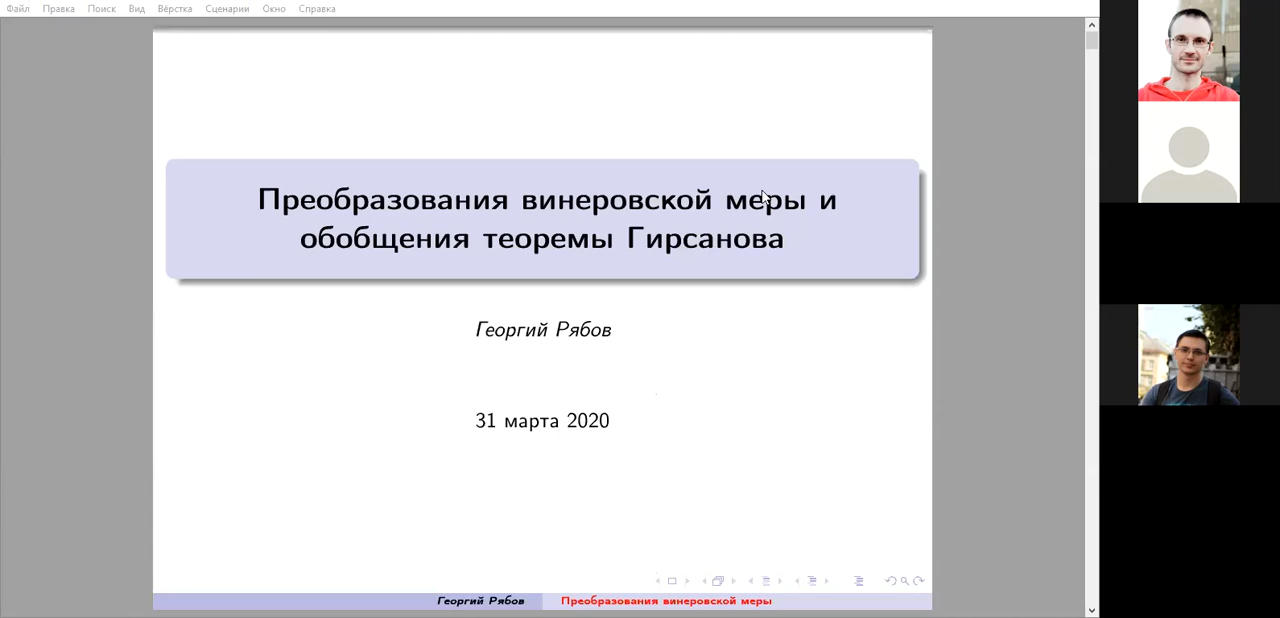 Файл Правка Поиск Вид Вёрстка Сценарии Окно Справка
Преобразования винеровской меры и
обобщения теоремы Гирсанова
Георгий Рябов
31 марта 2020
Георгий Рябов Преобразования винеровской меры